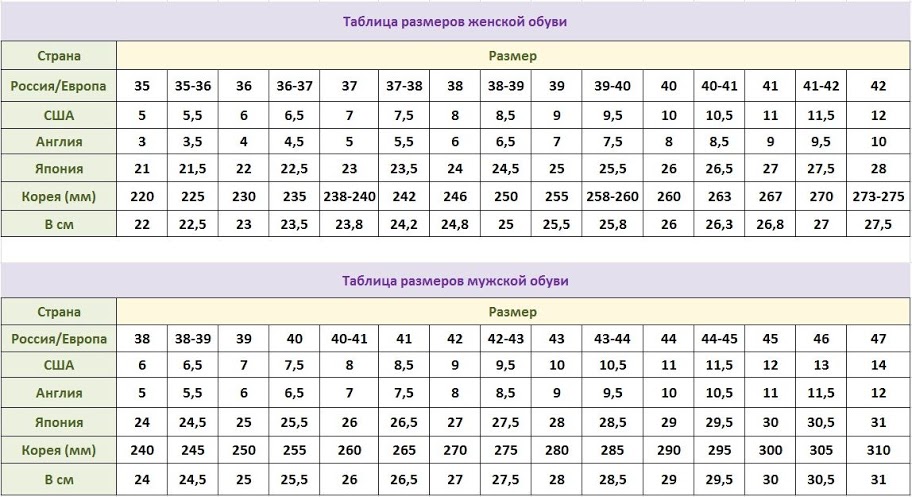 Таблица размеров женской обуви
Страна Размер
Россия/Европа 35 35-36 36 36-37 37 37-38 38 38-39 39 39-40 40 40-41 41 41-42 42
США 5 5,5 6 6,5 7 7,5 8 8,5 9 9,5 10 10,5 11 11,5 12
Англия 3 3,5 4 4,5 5 5,5 6 6,5 7 7,5 8 8,5 9 9,5 10
Япония 21 21,5 22 22,5 23 23,5 24 24,5 25 25,5 26 26,5 27 27,5 28
Корея (мм) 220 225 230 235 238-240 242 246 250 255 258-260 260 263 267 270 273-275
В см 22 22,5 23 23,5 23,8 24,2 24,8 25 25,5 25,8 26 26,3 26,8 27 27,5
Таблица размеров мужской обуви
Страна Размер
Россия/Европа 38 38-39 39 40 40-41 41 42 42-43 43 43-44 44 44-45 45 46 47
США 6 6,5 7 7,5 8 8,5 9 9,5 10 10,5 11 11,5 12 13 14
Англия 5 5,5 6 6,5 7 7,5 8 8,5 9 9,5 10 10,5 11 11,5 12
Япония 24 24,5 25 25,5 26 26,5 27 27,5 28 28,5 29 29,5 30 30,5 31
Корея (мм) 240 245 250 255 260 265 270 275 280 285 290 295 300 305 310
В см 24 24,5 25 25,5 26 26,5 27 27,5 28 28,5 29 29,5 30 30,5 31